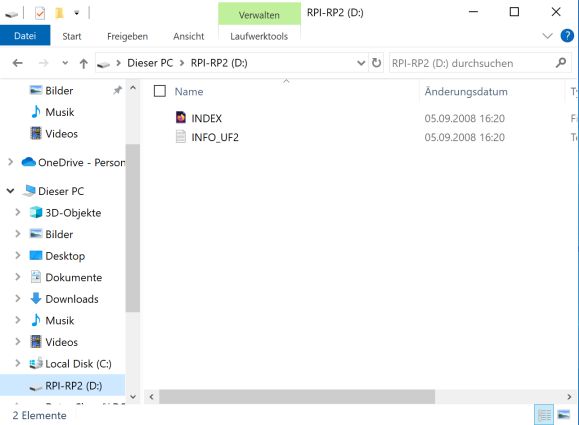 Verwalten
RPI-RP2 (D:)
Datei
Start
Freigeben
Ansicht
Laufwerktools
Dieser PC
RPI-RP2 (D:)
RPI-RP2 (D:) durchsuchen
Bilder
Musik
Videos
OneDrive - Person
Dieser PC
3D-Objekte
Bilder
Desktop
Dokumente
Downloads
Musik
Videos
Local Disk (C:)
RPI-RP2 (D:)
Name
Änderungsdatum
Ty
INDEX
05.09.2008 16:20
INFO_UF2
05.09.2008 16:20
Te
2 Elemente